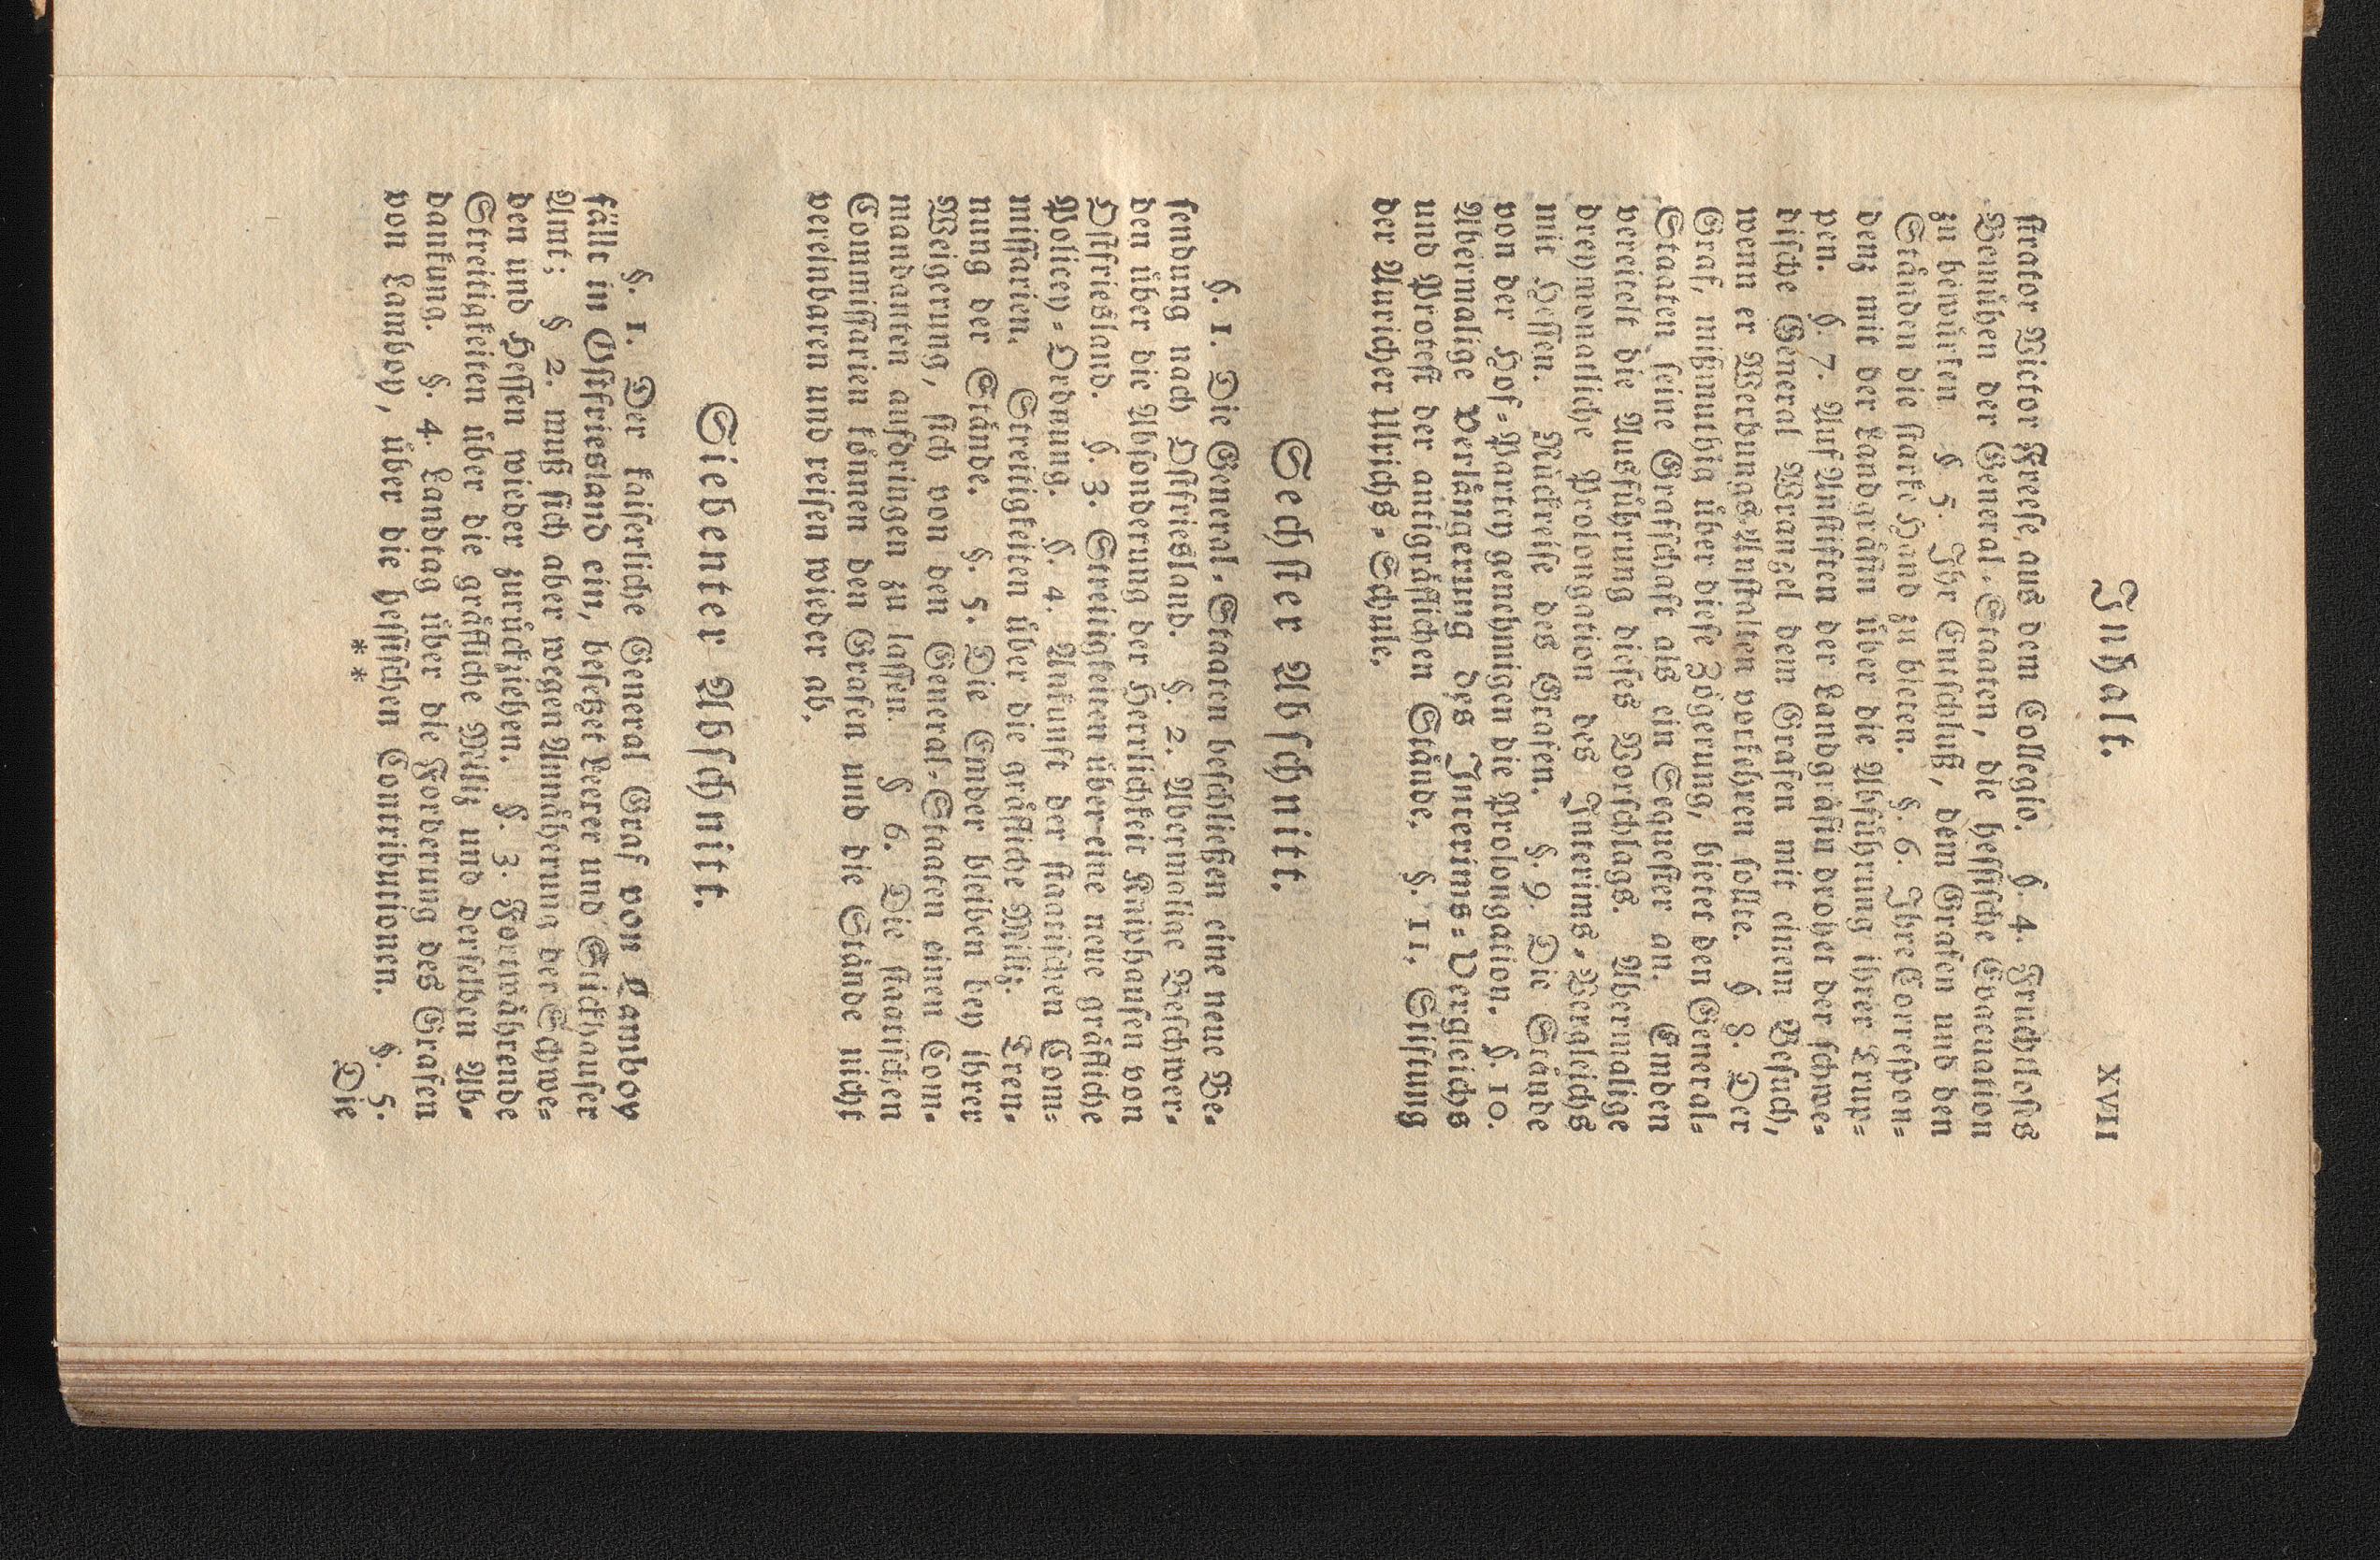 Inhalt. XVII
strator Victor Freese aus dem Collegio. §. 4. Fruchtloses
Bemühen der General-Staaten, die hessische Evacuation
zu bewürken. §. 5. Ihr Entschluß, dem Grafen und den
Ständen die starke Hand zu bieten. §. 6. Ihre Correspon-
denz mit der Landgräfin über die Abführung ihrer Trup-
pen. §. 7. Auf Anstiften der Landgräfin drohet der schwe-
dische General Wrangel dem Grafen mit einem Besuch,
wenn er Werbungs-Anstalten vorkehren sollte. §. 8. Der
Graf, mißmuthig über diese Zögerung, bietet den General-
Staaten seine Grafschaft als ein Sequester an. Emden
vereitelt die Ausführung dieses Vorschlags. Abermalige
dreymonatliche Prolongation des Interims-Vergleichs
mit Hessen. Rückreise des Grafen. §. 9. Die Stände
von der Hof-Partey genehmigen die Prolongation. §. 10.
Abermalige Verlängerung des Interims-Vergleichs
und Protest der antigräflichen Stände. §. 11. Stiftung
der Auricher Ulrichs-Schule.
Sechster Abschnitt.
§. 1. Die General-Staaten beschließen eine neue Be-
sendung nach Ostfriesland. §. 2. Abermalige Beschwer-
den über die Absonderung der Herrlichkeit Kniphausen von
Ostfriesland. §. 3. Streitigkeiten über eine neue gräfliche
Policey-Ordnung. §. 4. Ankunft der staatischen Com-
missarien. Streitigkeiten über die gräfliche Militz. Tren-
nung der Stände. §. 5. Die Emder bleiben bey ihrer
Weigerung, sich von den General-Staaten einen Com-
mandanten aufdringen zu lassen. §. 6. Die staatischen
Commissarien können den Grafen und die Stände nicht
vereinbaren und reisen wieder ab.
Siebenter Abschnitt.
§. 1. Der kaiserliche General Graf von Lamboy
fällt in Ostfriesland ein, besetzet Leerer und Stickhauser
Amt; §. 2. muß sich aber wegen Annäherung der Schwe-
den und Hessen wieder zurückziehen. §. 3. Fortwährende
Streitigkeiten über die gräfliche Militz und derselben Ab-
dankung. §. 4. Landtag über die Forderung des Grafen
von Lamboy, über die hessischen Contributionen. §. 5.
** Die